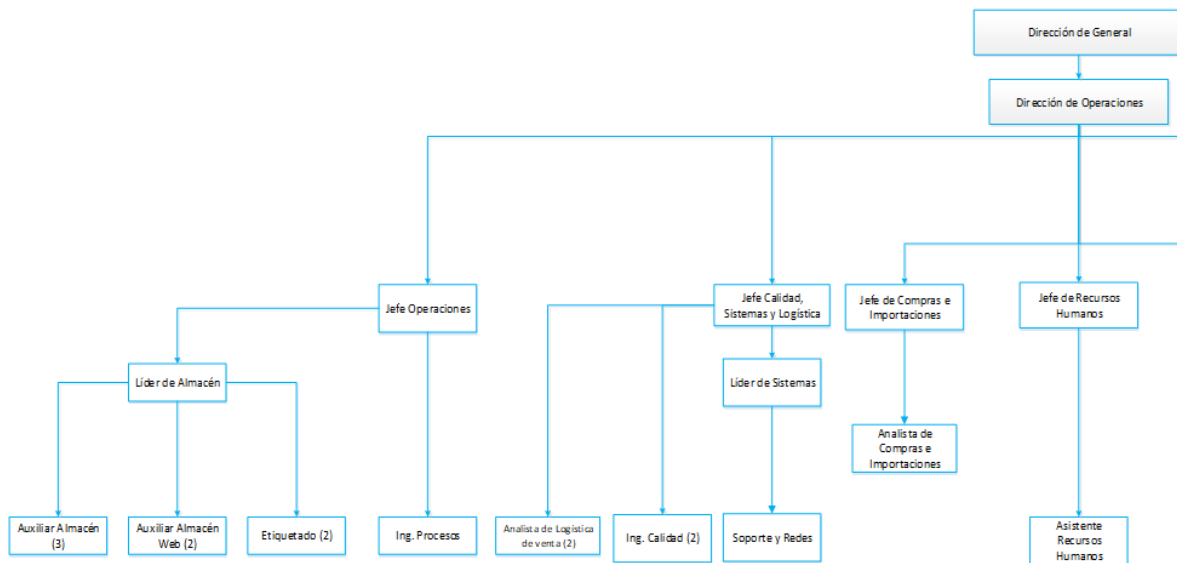 Dirección de General
Dirección de Operaciones
Jefe Operaciones
Jefe Calidad,
Sistemas y Logística
Jefe de Compras e
Importaciones
Jefe de Recursos
Humanos
Líder de Almacén
Líder de Sistemas
Analista de
Compras e
Importaciones
Auxiliar Almacén
(3)
Auxiliar Almacén
Web (2)
Etiquetado (2)
Ing. Procesos
Analista de Logística
de venta (2)
Ing. Calidad (2)
Soporte y Redes
Asistente
Recursos
Humanos